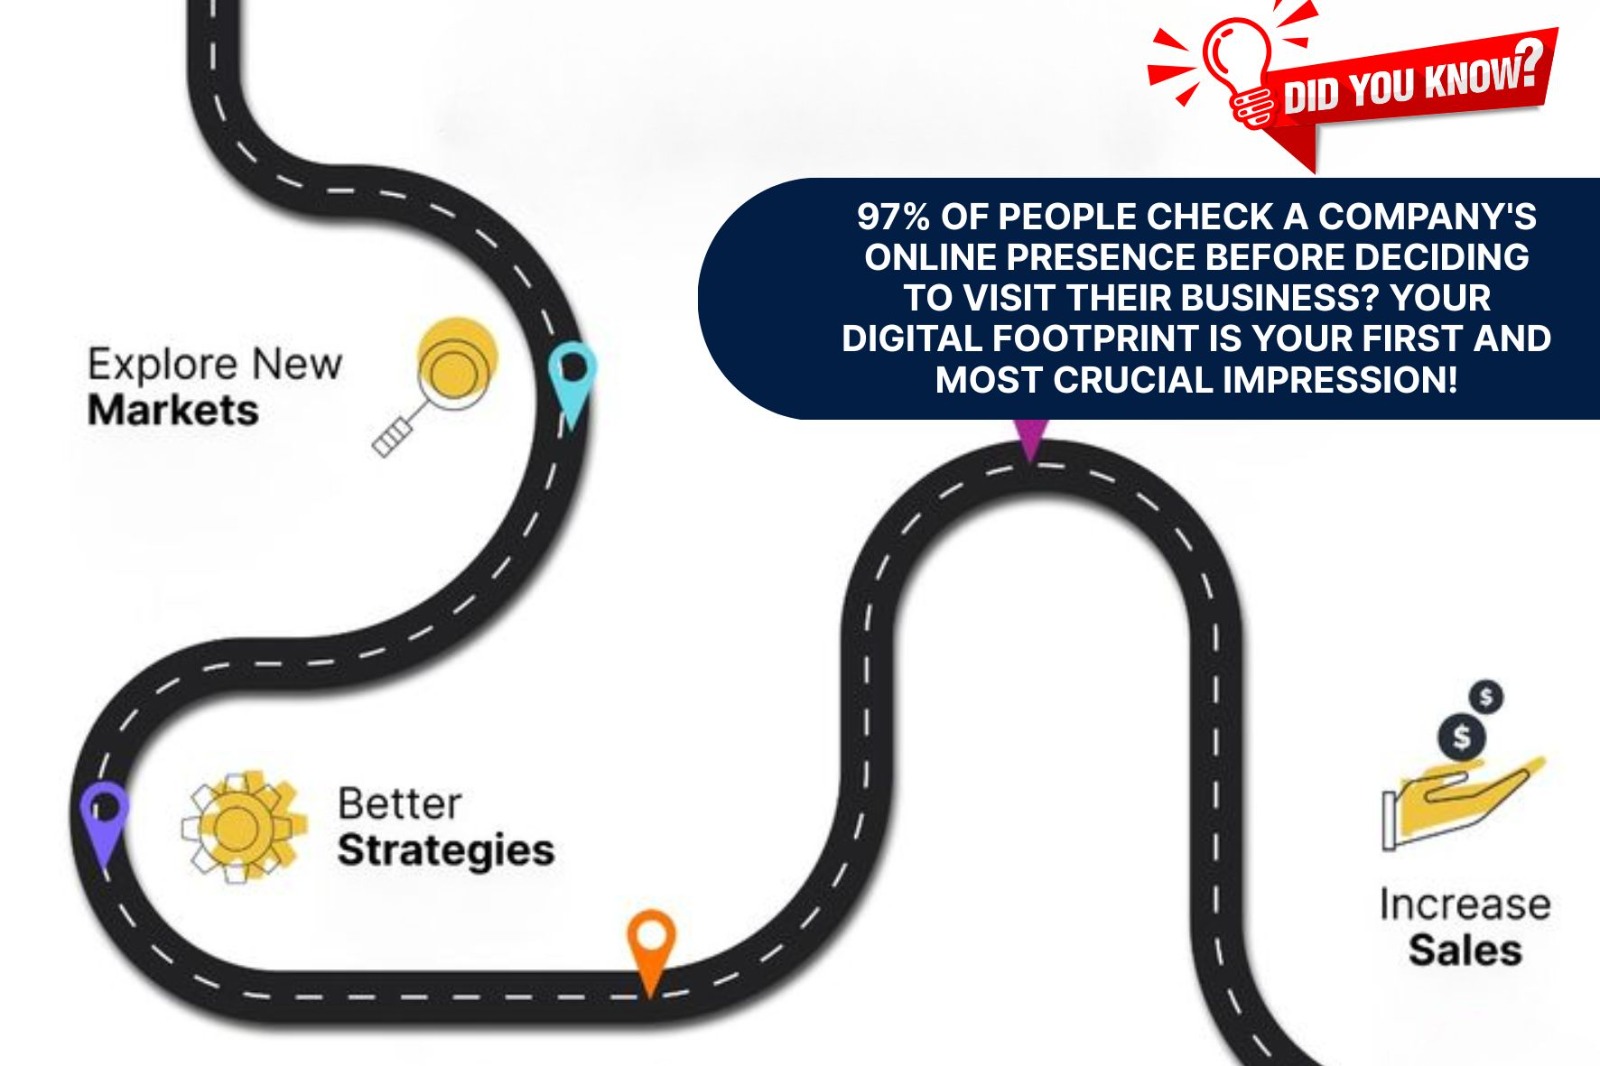 DID YOU KNOW?
97% OF PEOPLE CHECK A COMPANY'S
ONLINE PRESENCE BEFORE DECIDING
TO VISIT THEIR BUSINESS? YOUR
DIGITAL FOOTPRINT IS YOUR FIRST AND
MOST CRUCIAL IMPRESSION!
Explore New
Markets
Better
Strategies
$
$
Increase
Sales